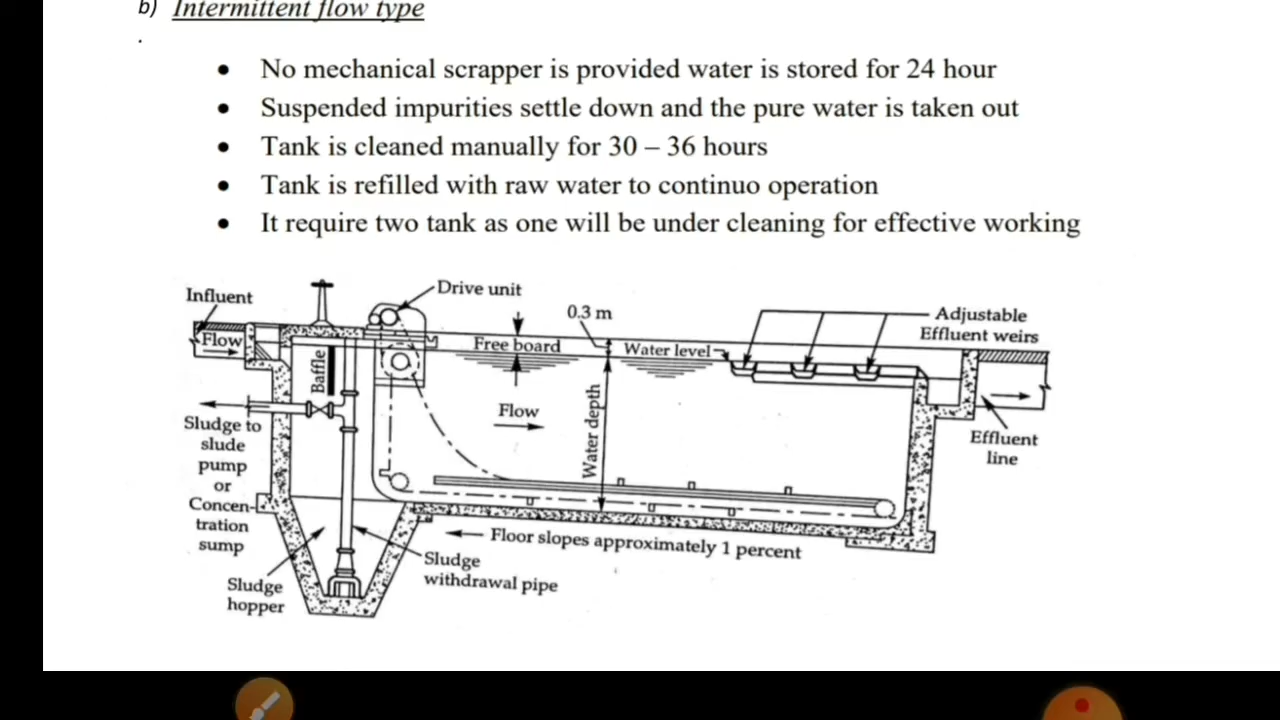 b) Intermittent flow type
.
• No mechanical scrapper is provided water is stored for 24 hour
• Suspended impurities settle down and the pure water is taken out
• Tank is cleaned manually for 30 – 36 hours
• Tank is refilled with raw water to continuo operation
• It require two tank as one will be under cleaning for effective working
Drive unit
Influent
0.3 m
Adjustable
Effluent weirs
Flow
Free board
Water level
Baffle
Flow
Water depth
Sludge to
slude
pump
or
Concen-
tration
sump
Effluent
line
Floor slopes approximately 1 percent
Sludge
withdrawal pipe
Sludge
hopper